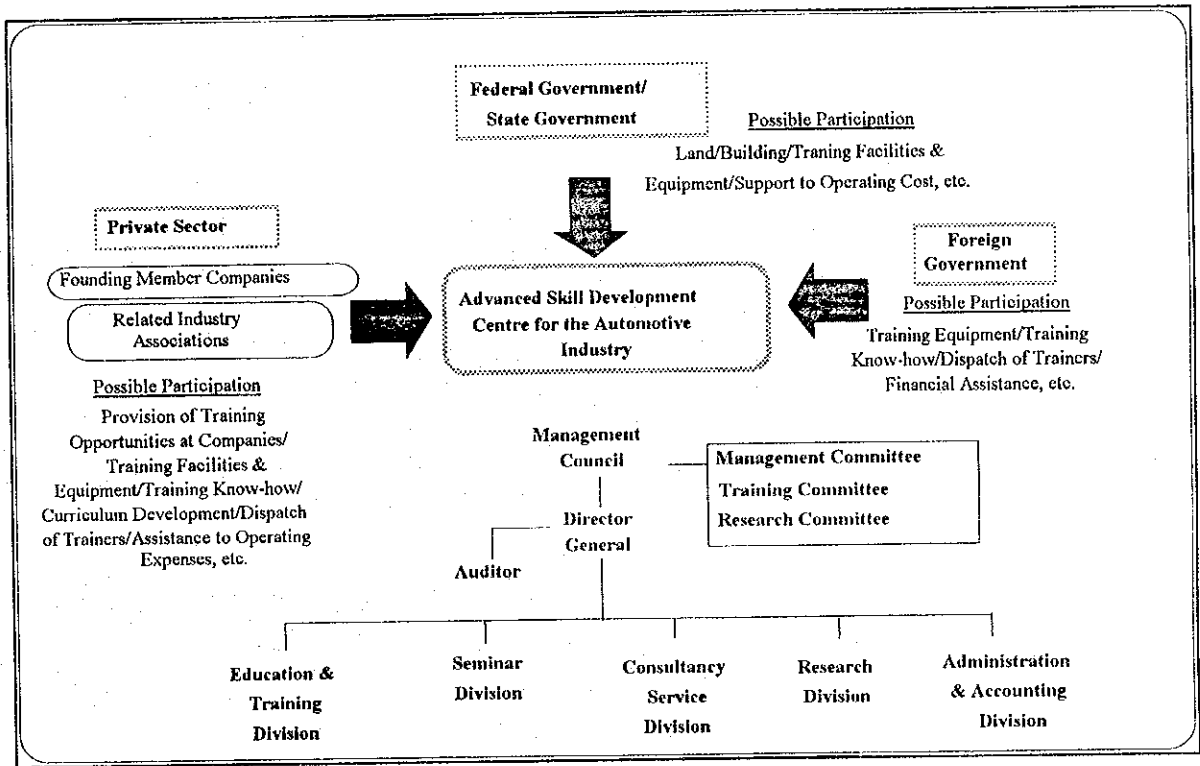 Federal Government/
State Government
Possible Participation
Land/Building/Traning Facilities &
Equipment/Support to Operating Cost, etc.
Private Sector
Founding Member Companies
Related Industry
Associations
Possible Participation
Provision of Training
Opportunities at Companies/
Training Facilities &
Equipment/Training Know-how/
Curriculum Development/Dispatch
of Trainers/Assistance to Operating
Expenses, etc.
Advanced Skill Development
Centre for the Automotive
Industry
Foreign
Government
Possible Participation
Training Equipment/Training
Know-how/Dispatch of Trainers/
Financial Assistance, etc.
Management
Council
Management Committee
Training Committee
Research Committee
Director
General
Auditor
Education &
Training
Division
Seminar
Division
Consultancy
Service
Division
Research
Division
Administration
& Accounting
Division